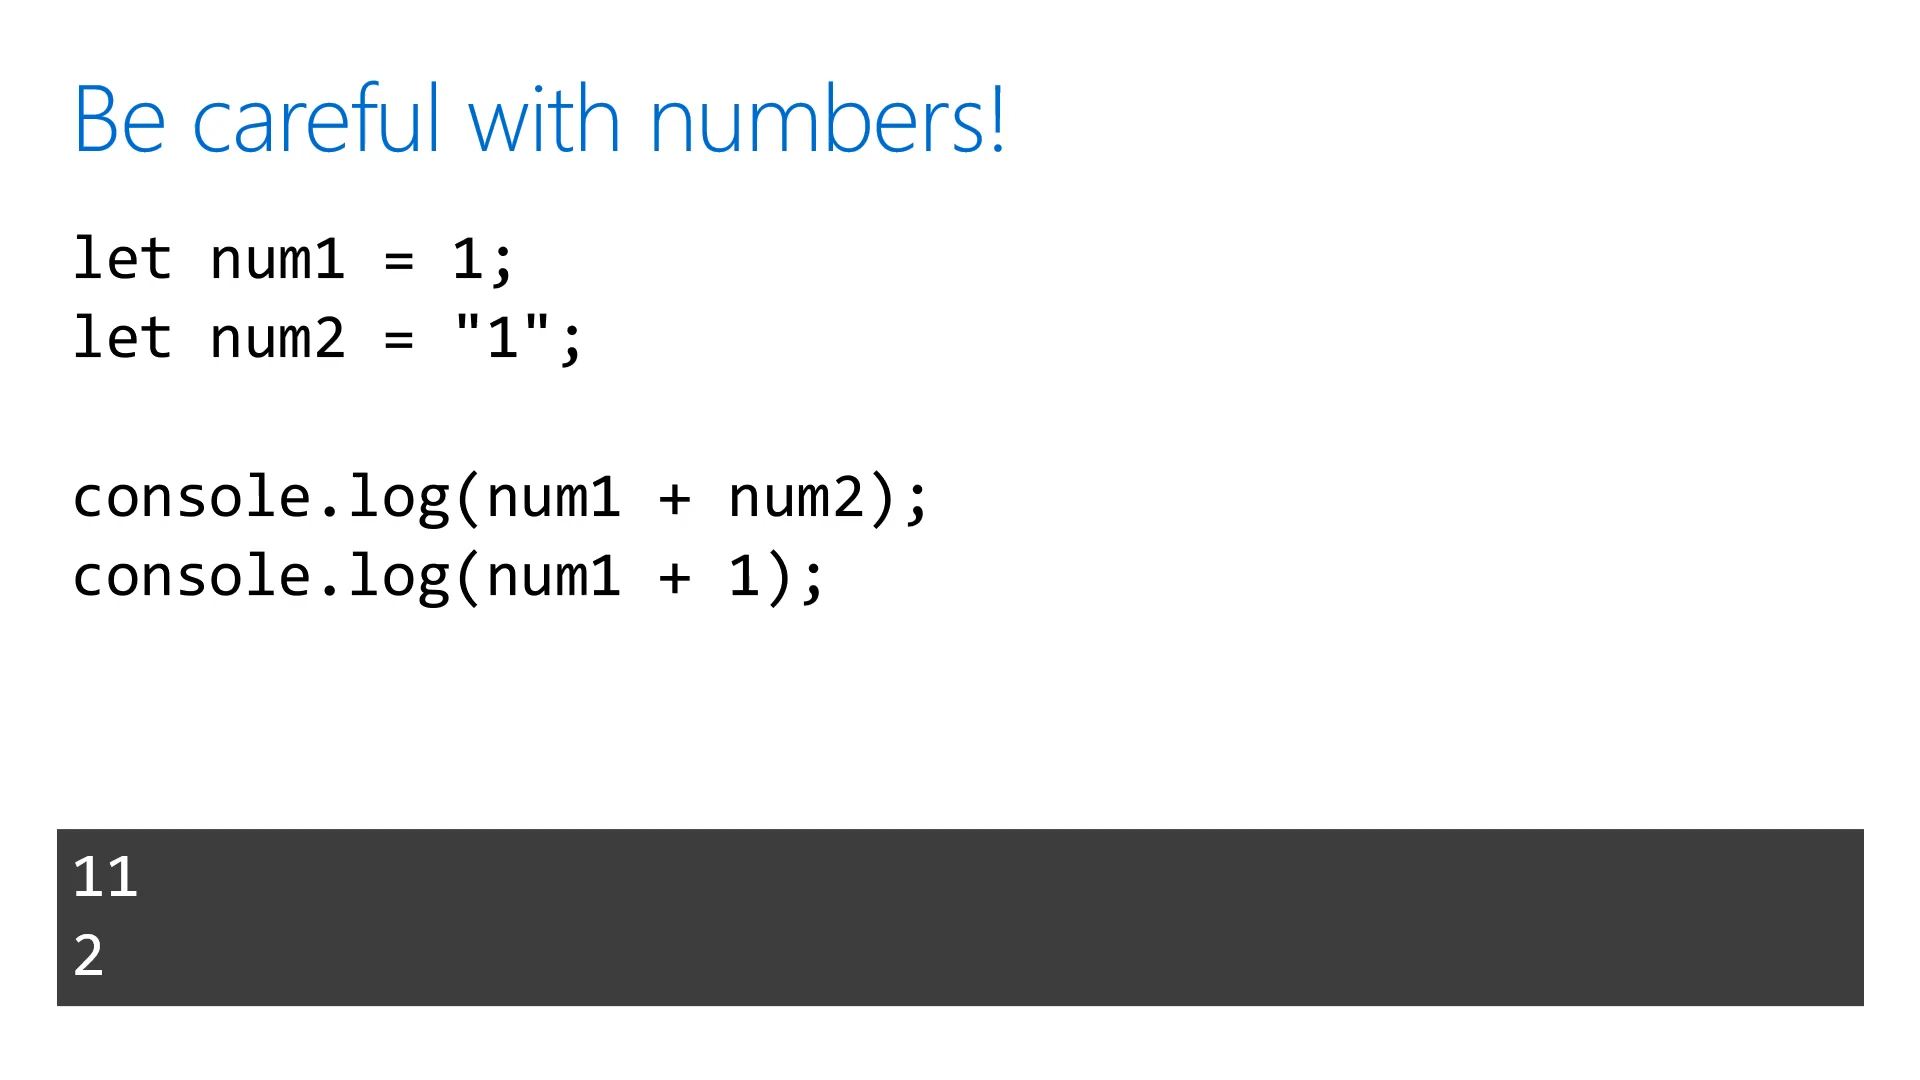 Be careful with numbers!
let num1 = 1;
let num2 = "1";
console.log(num1 + num2);
console.log(num1 + 1);
11
2